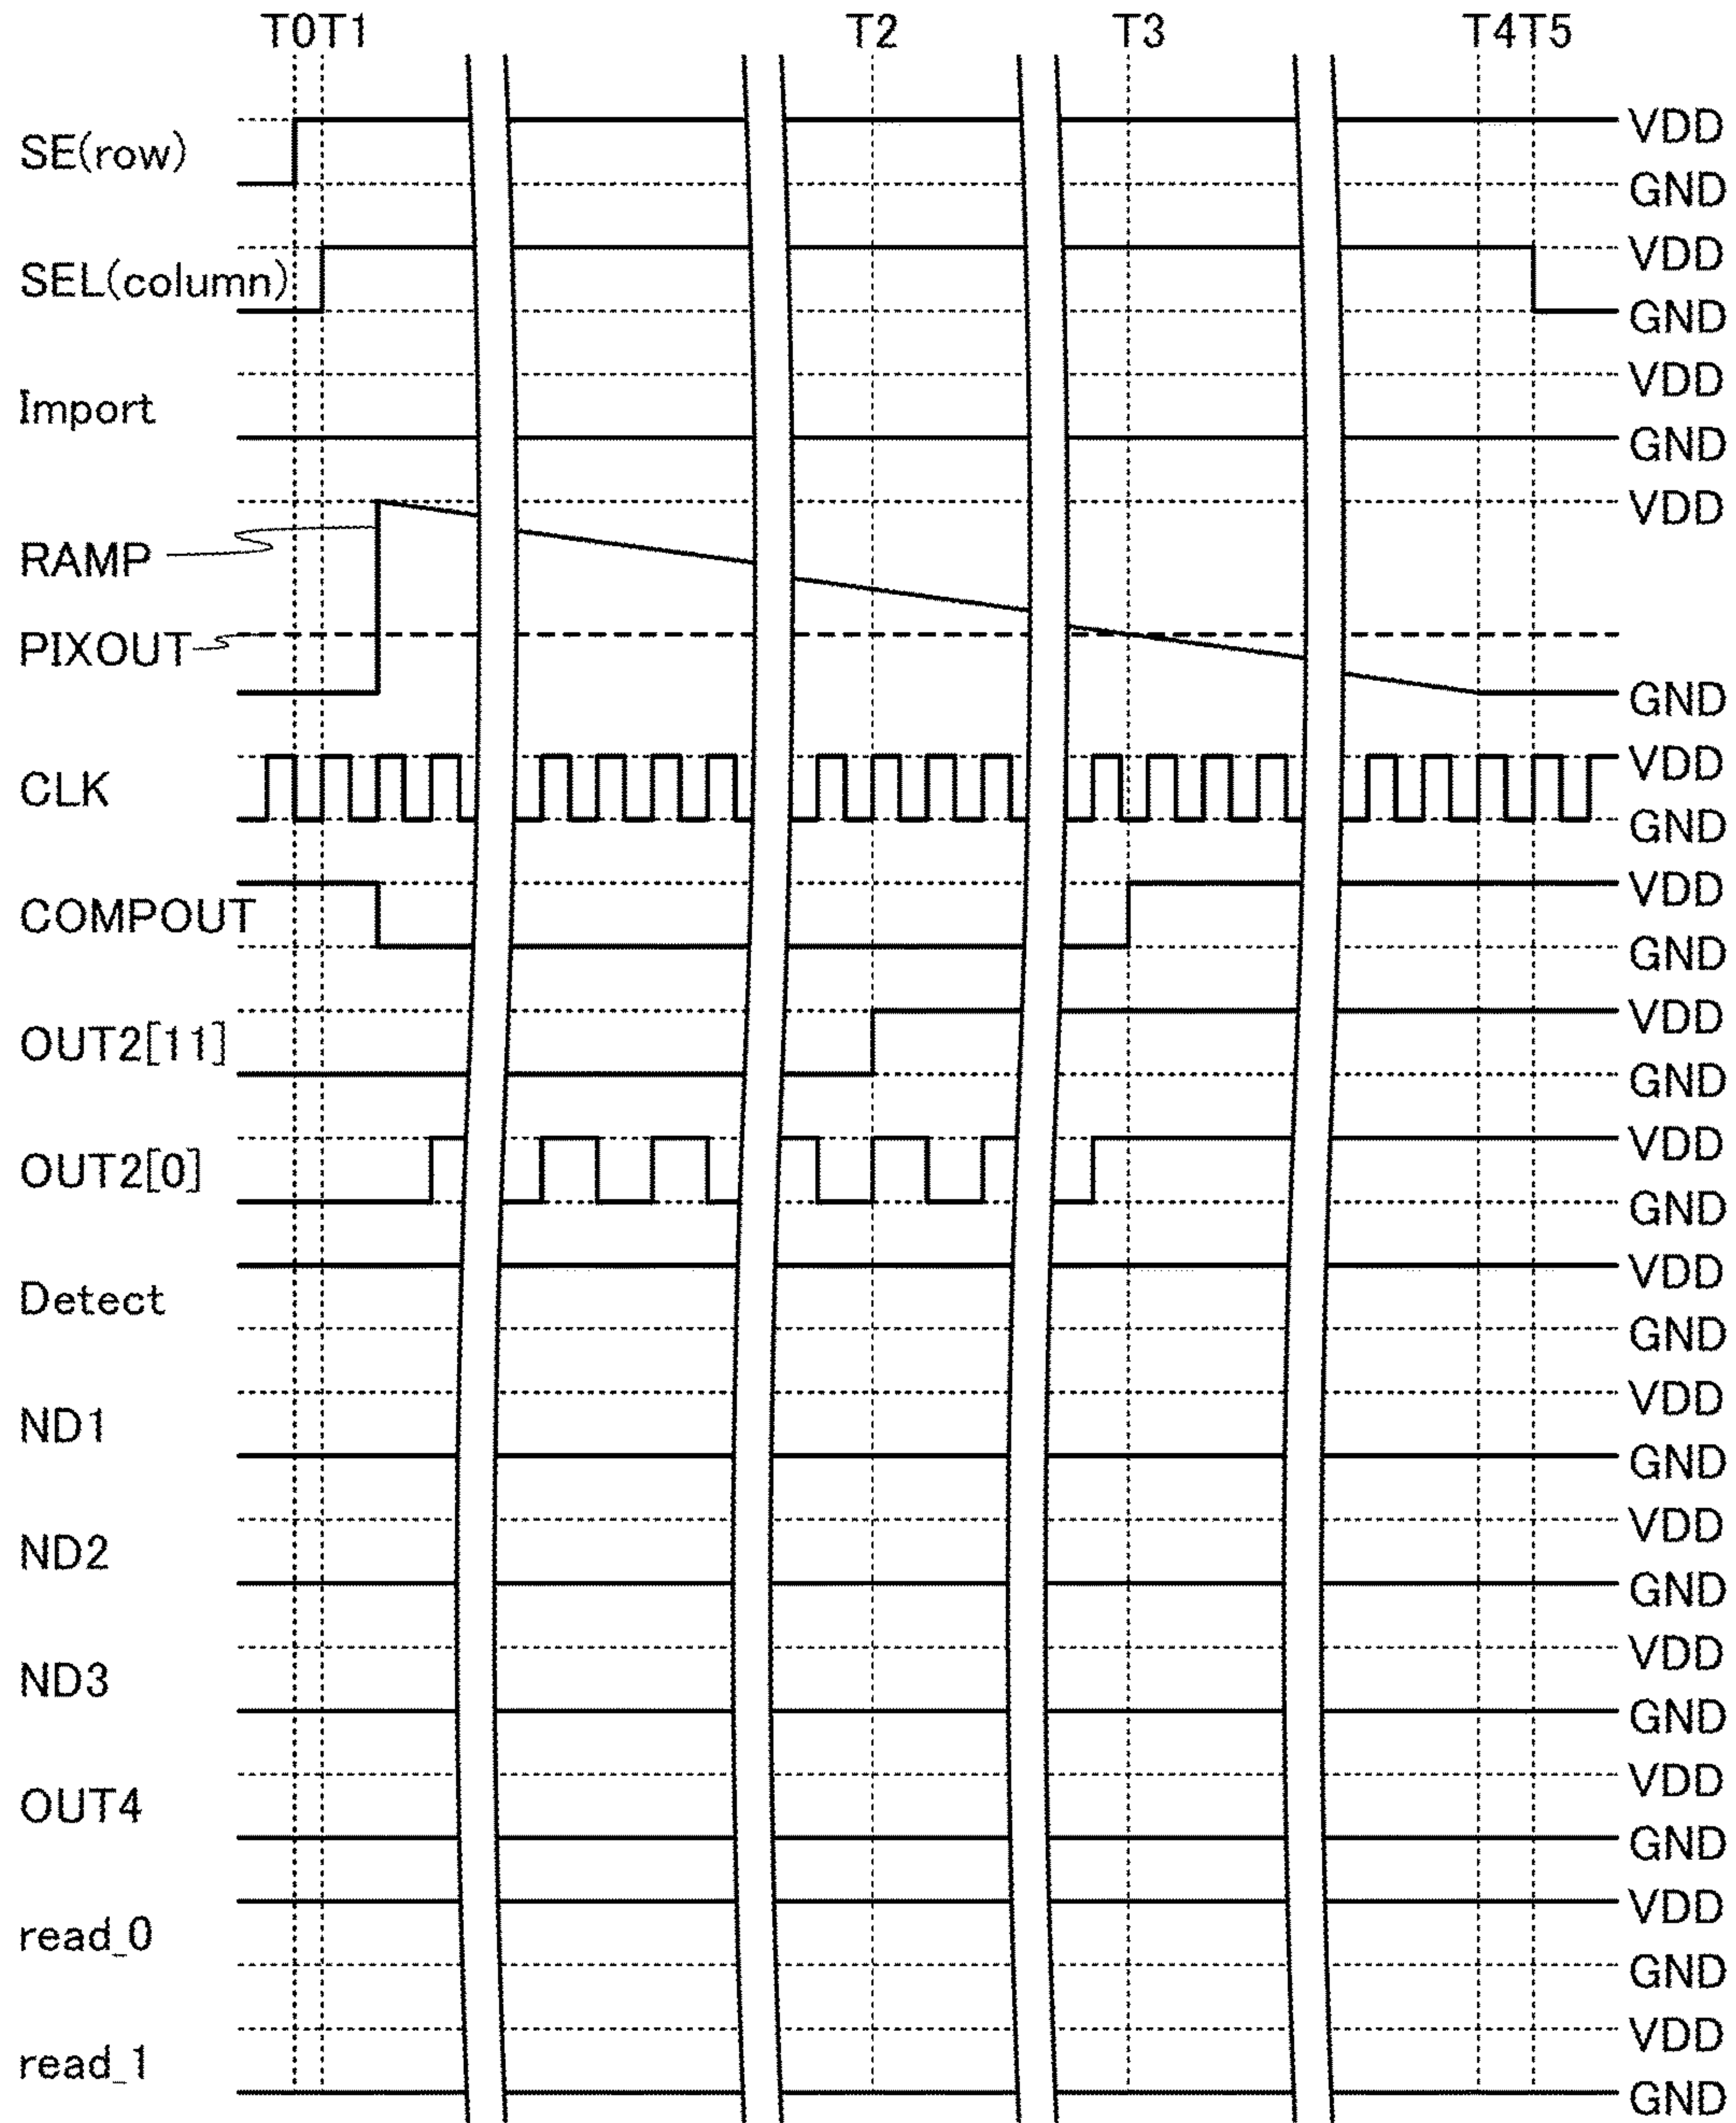 T0T1 T2 T3 T4T5
SE(row) VDD
GND
SEL(column) VDD
GND
Import VDD
GND
VDD
RAMP
PIXOUT
GND
CLK VDD
GND
COMPOUT VDD
GND
OUT2[11] VDD
GND
OUT2[0] VDD
GND
Detect VDD
GND
ND1 VDD
GND
ND2 VDD
GND
ND3 VDD
GND
OUT4 VDD
GND
read_0 VDD
GND
read_1 VDD
GND